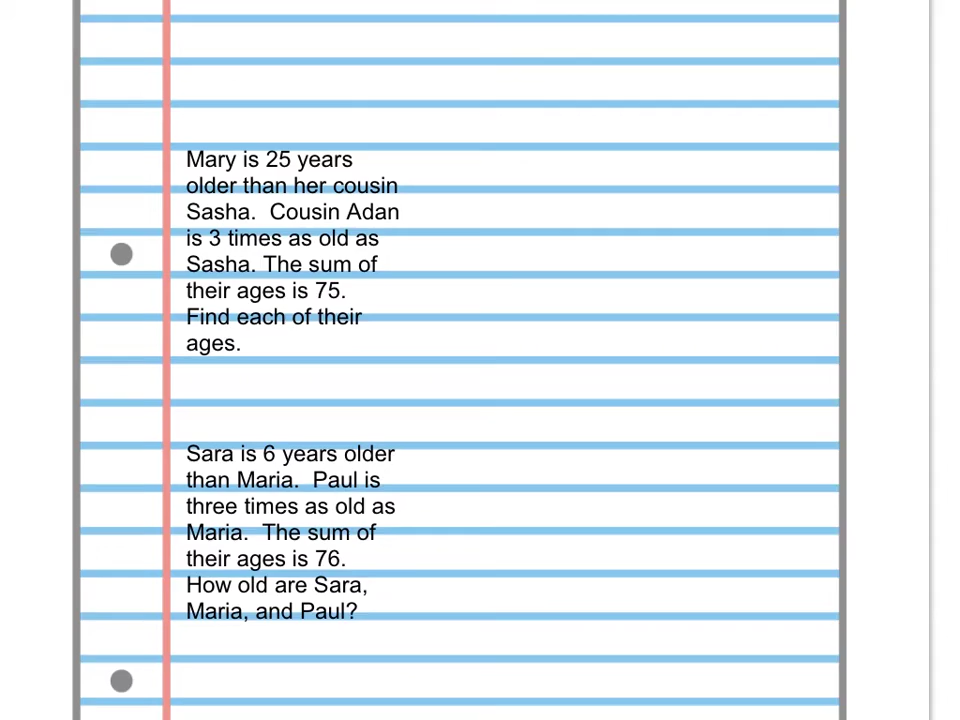 Mary is 25 years
older than her cousin
Sasha.  Cousin Adan
is 3 times as old as
Sasha. The sum of
their ages is 75.
Find each of their
ages.
Sara is 6 years older
than Maria.  Paul is
three times as old as
Maria.  The sum of
their ages is 76.
How old are Sara,
Maria, and Paul?